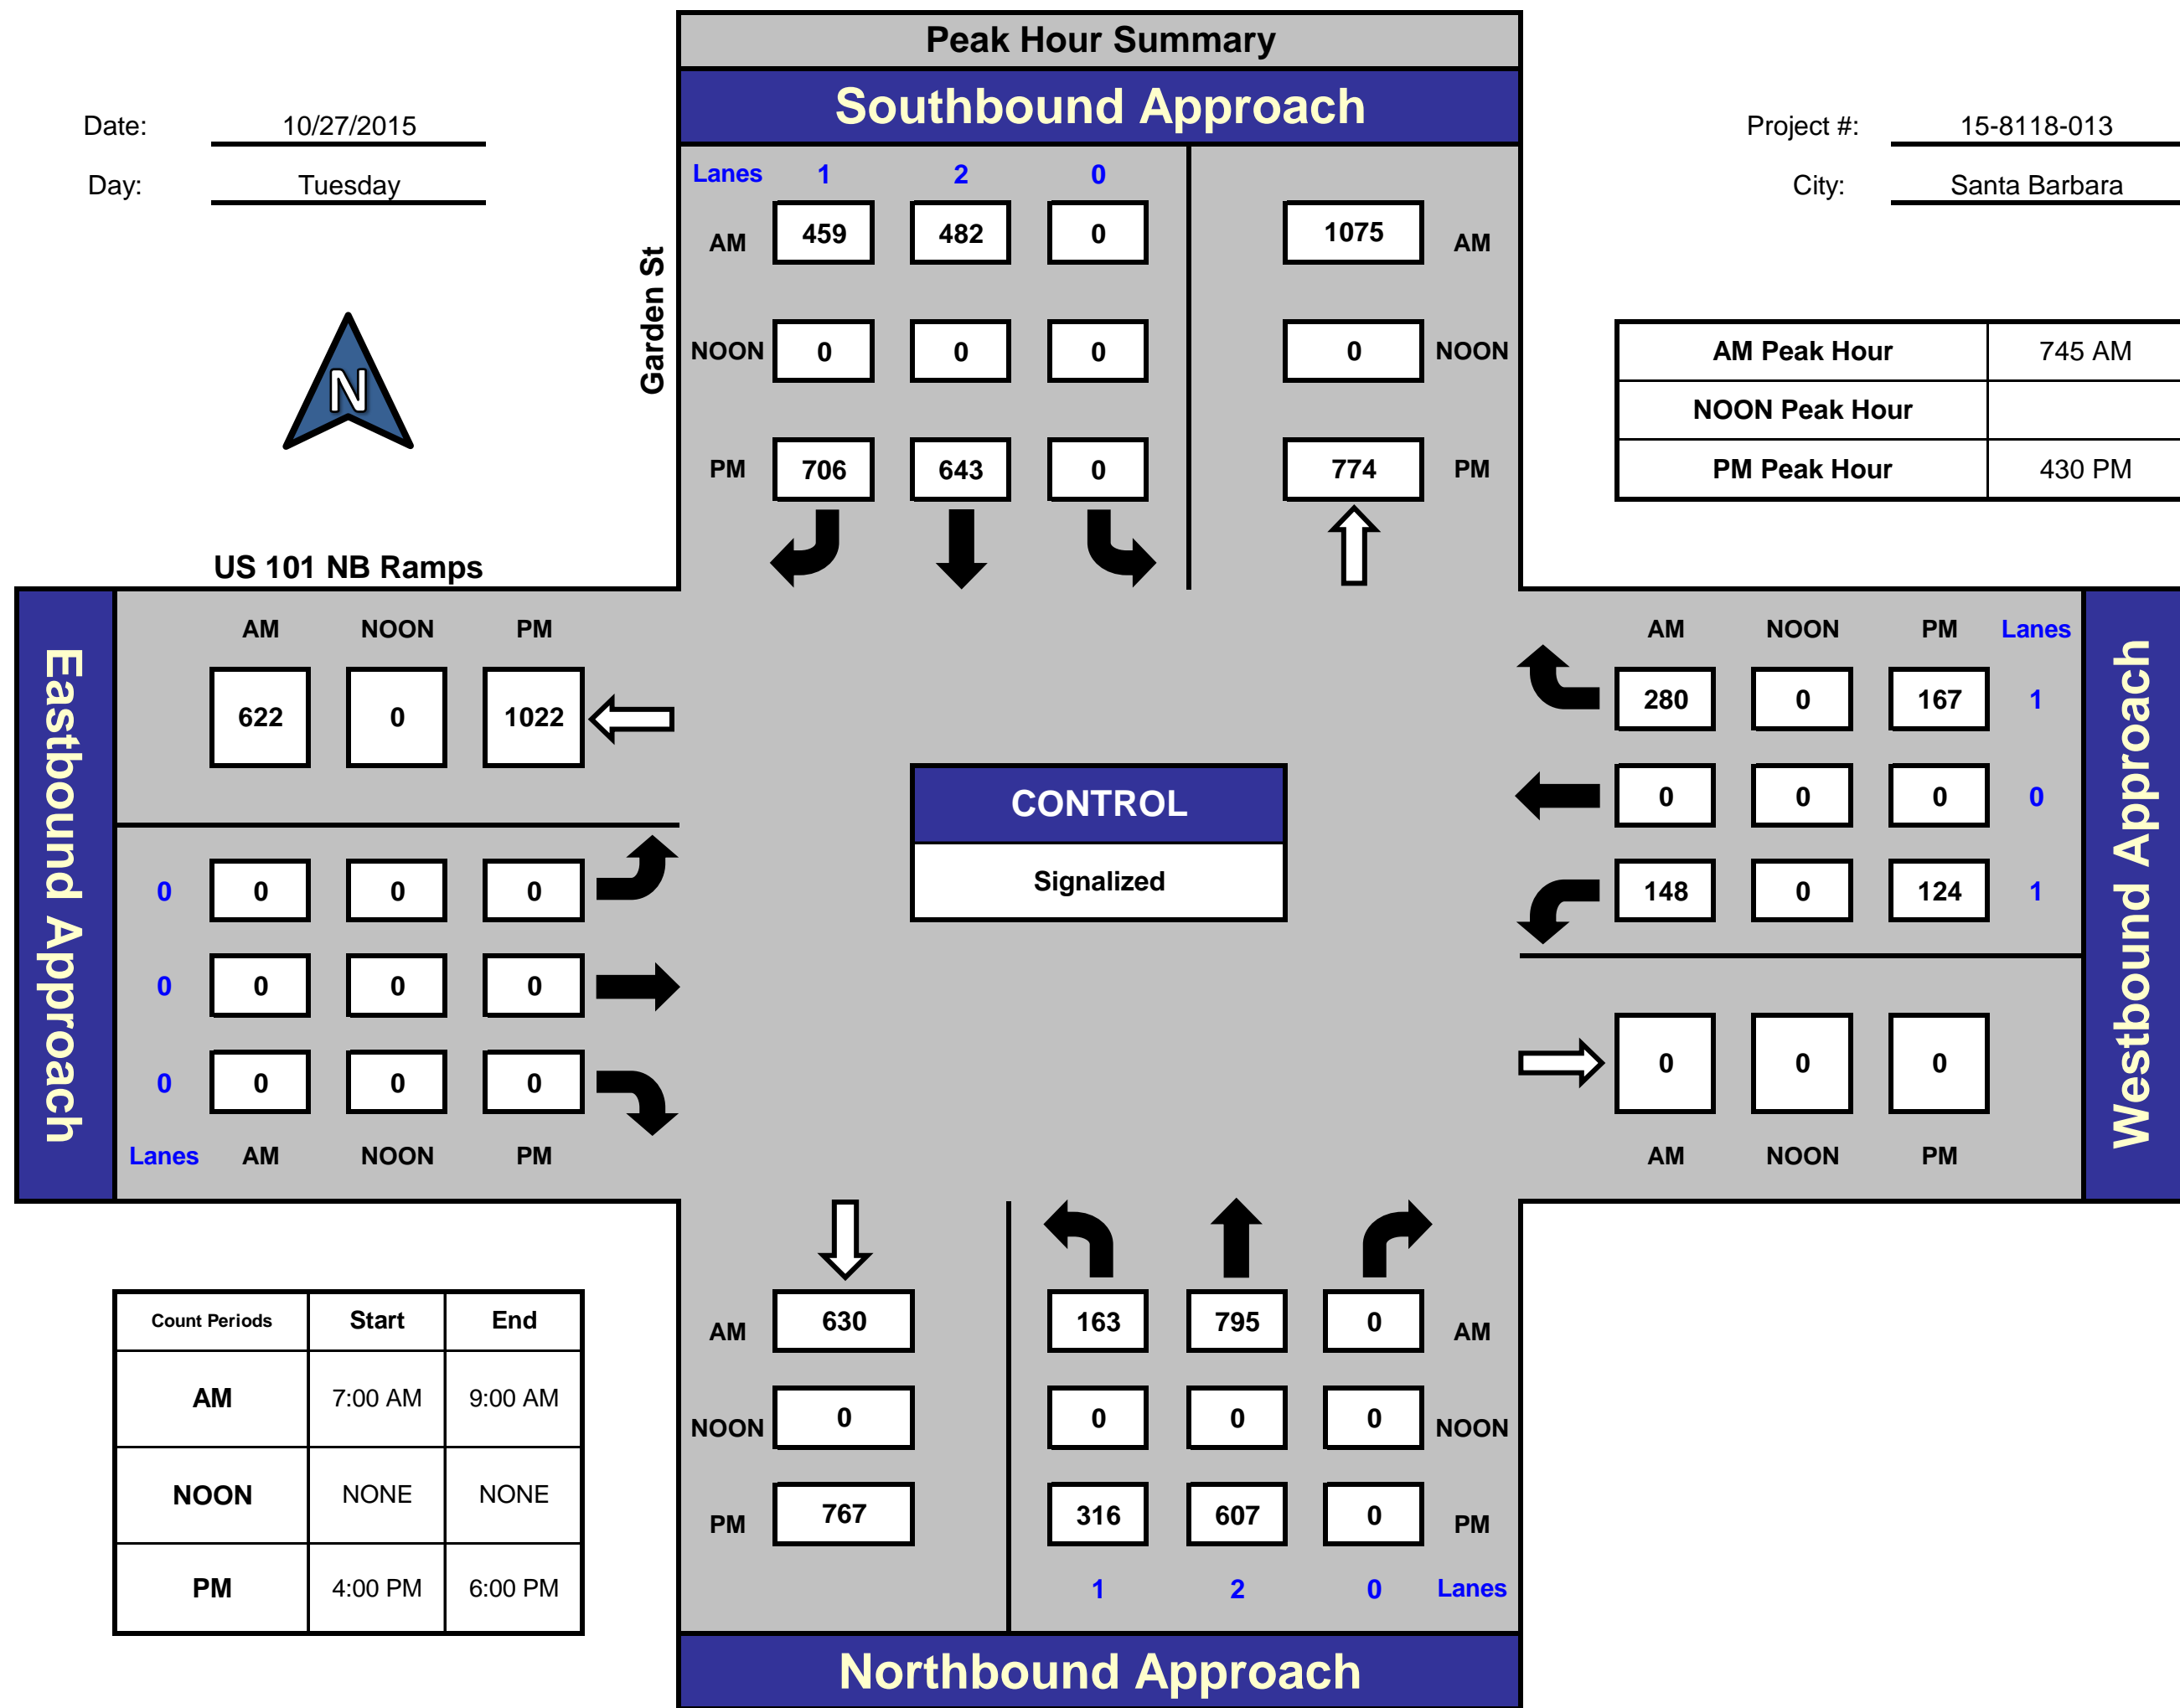 Peak Hour Summary
Southbound Approach
Date: 10/27/2015
Day: Tuesday
Project #: 15-8118-013
City: Santa Barbara
N
Garden St
Lanes 1 2 0
AM 459 482 0 1075 AM
NOON 0 0 0 0 NOON
PM 706 643 0 774 PM
AM Peak Hour 745 AM
NOON Peak Hour
PM Peak Hour 430 PM
US 101 NB Ramps
Eastbound Approach
AM NOON PM
622 0 1022
0 0 0 0
0 0 0 0
0 0 0 0
Lanes AM NOON PM
CONTROL
Signalized
AM NOON PM Lanes
280 0 167 1
0 0 0 0
148 0 124 1
0 0 0
AM NOON PM
Westbound Approach
Count Periods Start End
AM 7:00 AM 9:00 AM
NOON NONE NONE
PM 4:00 PM 6:00 PM
AM 630 163 795 0 AM
NOON 0 0 0 0 NOON
PM 767 316 607 0 PM
1 2 0 Lanes
Northbound Approach